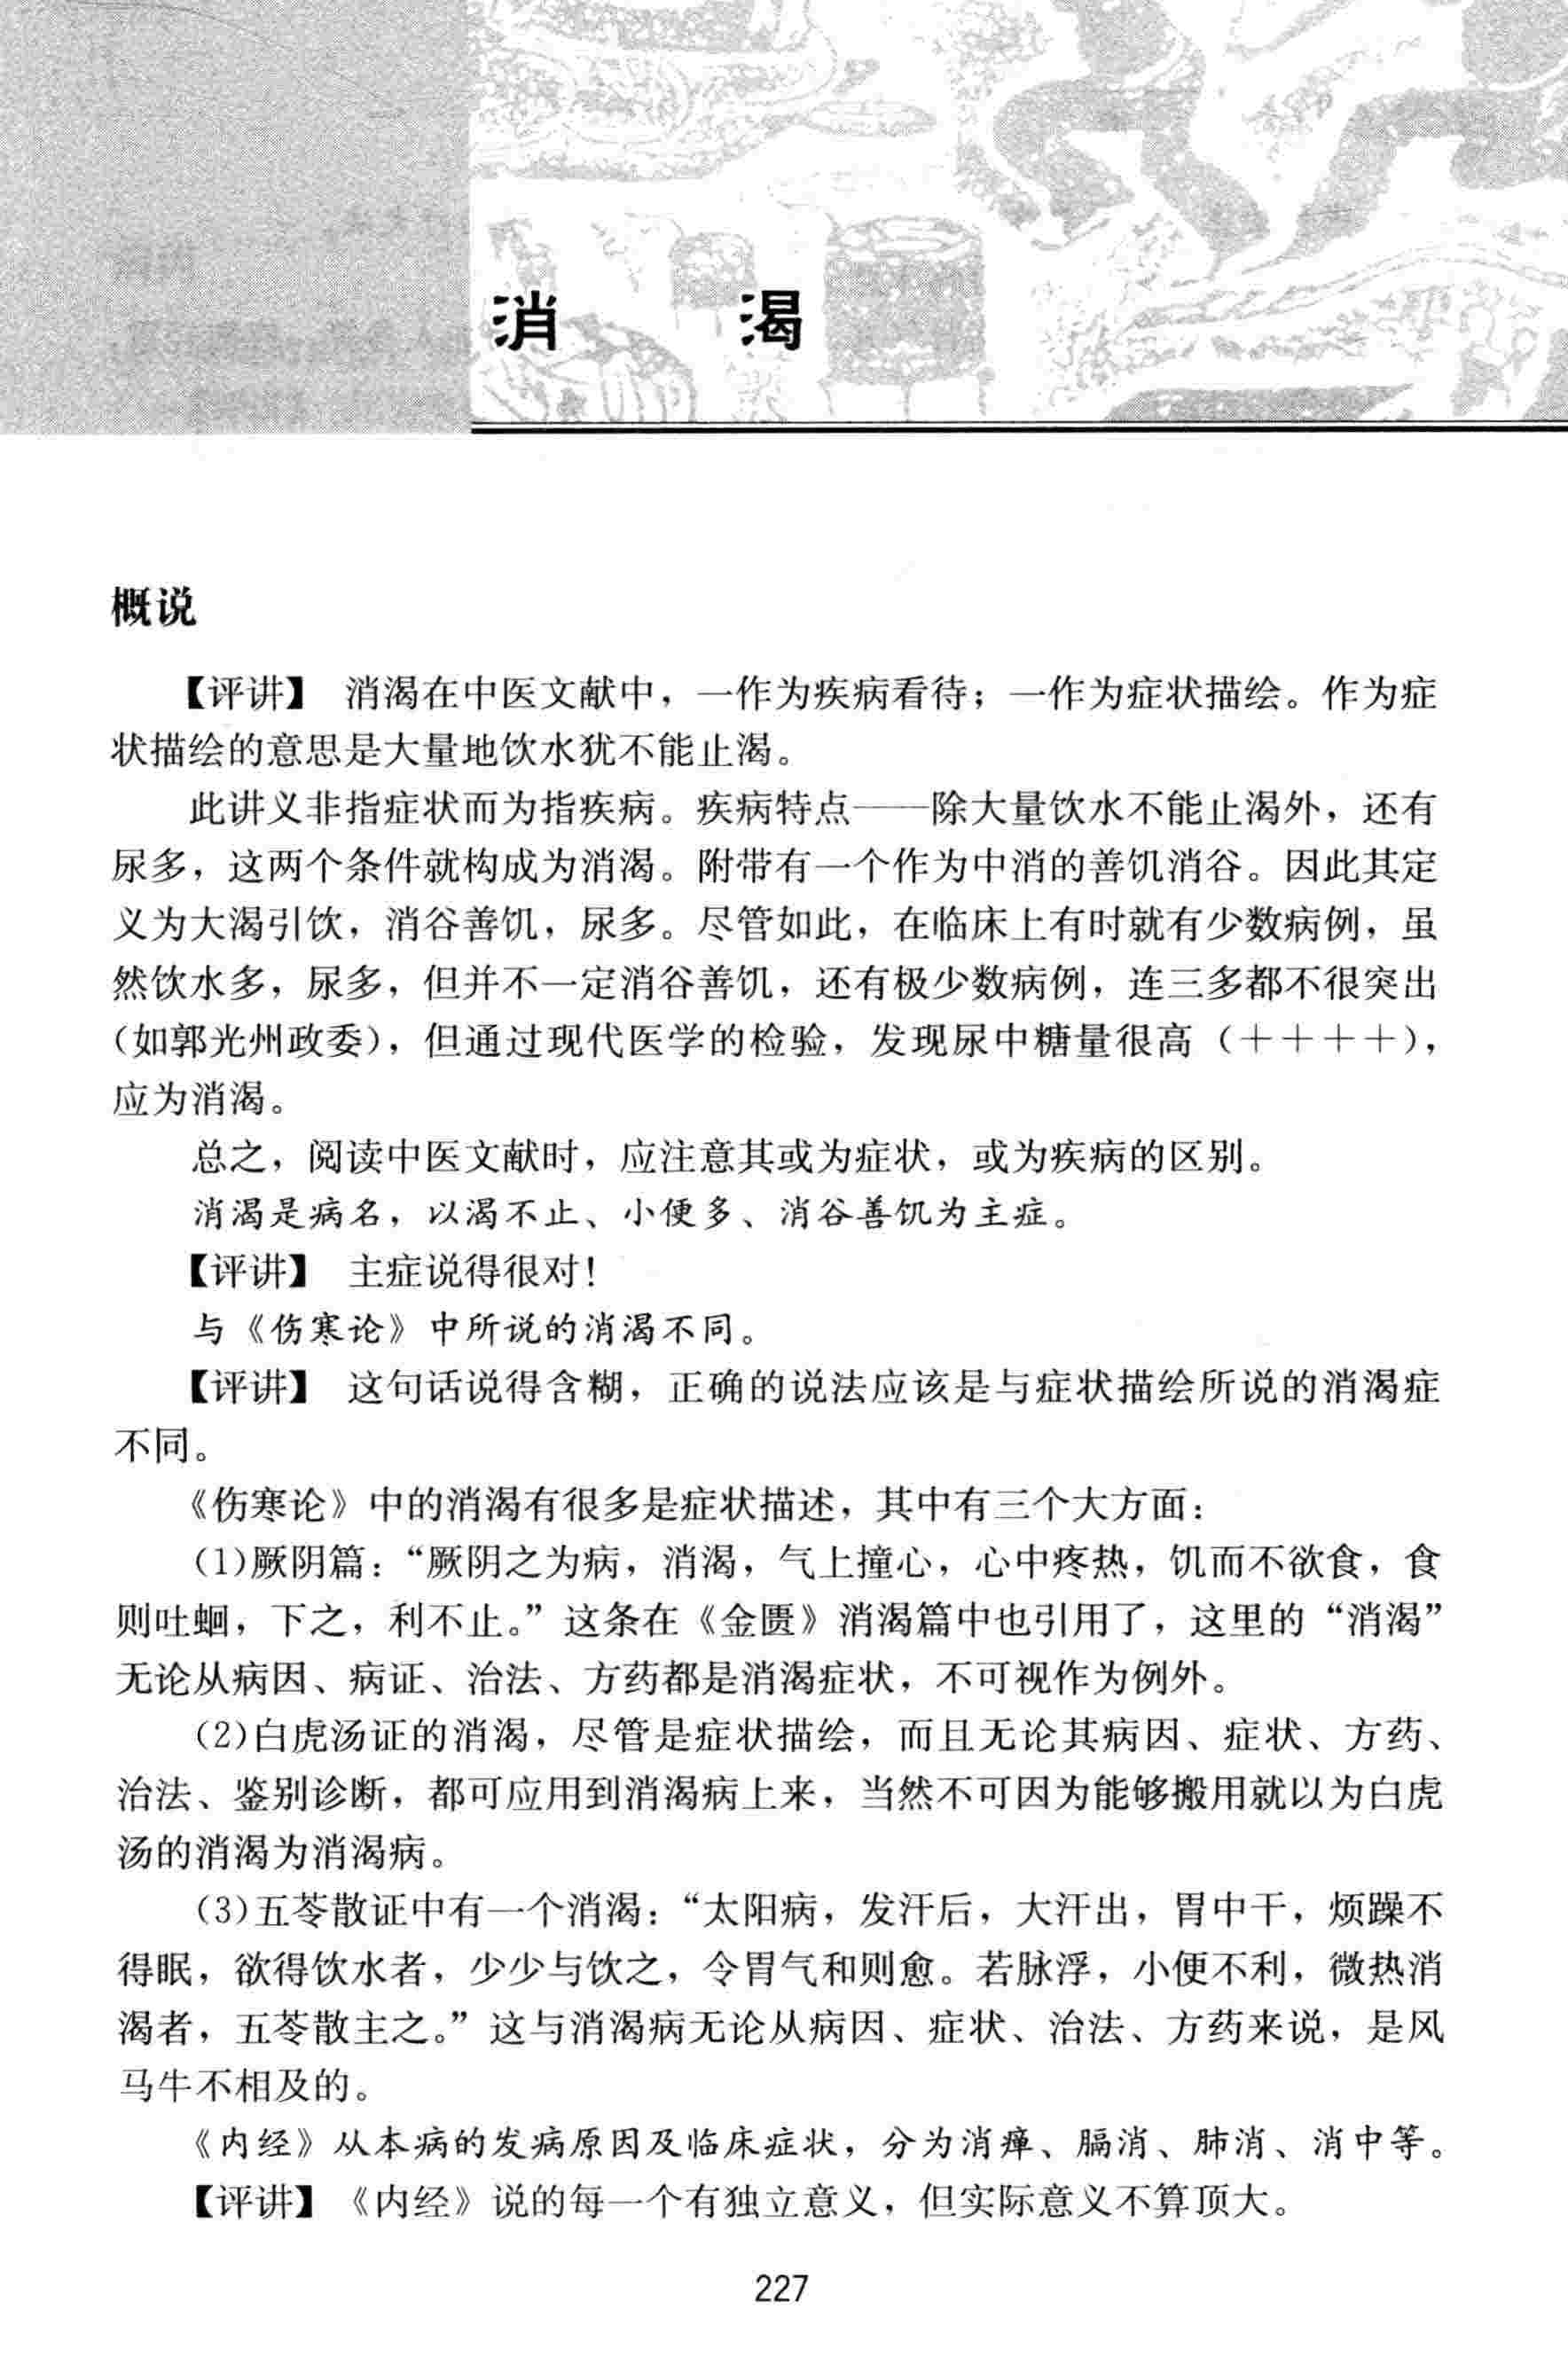 消 渴
概说
【评讲】 消渴在中医文献中，一作为疾病看待；一作为症状描绘。作为症
状描绘的意思是大量地饮水犹不能止渴。
此讲义非指症状而为指疾病。疾病特点——除大量饮水不能止渴外，还有
尿多，这两个条件就构成为消渴。附带有一个作为中消的善饥消谷。因此其定
义为大渴引饮，消谷善饥，尿多。尽管如此，在临床上有时就有少数病例，虽
然饮水多，尿多，但并不一定消谷善饥，还有极少数病例，连三多都不很突出
（如郭光州政委），但通过现代医学的检验，发现尿中糖量很高（＋＋＋＋），
应为消渴。
总之，阅读中医文献时，应注意其或为症状，或为疾病的区别。
消渴是病名，以渴不止、小便多、消谷善饥为主症。
【评讲】 主症说得很对！
与《伤寒论》中所说的消渴不同。
【评讲】 这句话说得含糊，正确的说法应该是与症状描绘所说的消渴症
不同。
《伤寒论》中的消渴有很多是症状描述，其中有三个大方面：
（1）厥阴篇：“厥阴之为病，消渴，气上撞心，心中疼热，饥而不欲食，食
则吐蛔，下之，利不止。”这条在《金匮》消渴篇中也引用了，这里的“消渴”
无论从病因、病证、治法、方药都是消渴症状，不可视作为例外。
（2）白虎汤证的消渴，尽管是症状描绘，而且无论其病因、症状、方药、
治法、鉴别诊断，都可应用到消渴病上来，当然不可因为能够搬用就以为白虎
汤的消渴为消渴病。
（3）五苓散证中有一个消渴：“太阳病，发汗后，大汗出，胃中干，烦躁不
得眠，欲得饮水者，少少与饮之，令胃气和则愈。若脉浮，小便不利，微热消
渴者，五苓散主之。”这与消渴病无论从病因、症状、治法、方药来说，是风
马牛不相及的。
《内经》从本病的发病原因及临床症状，分为消瘅、膈消、肺消、消中等。
【评讲】《内经》说的每一个有独立意义，但实际意义不算顶大。
227